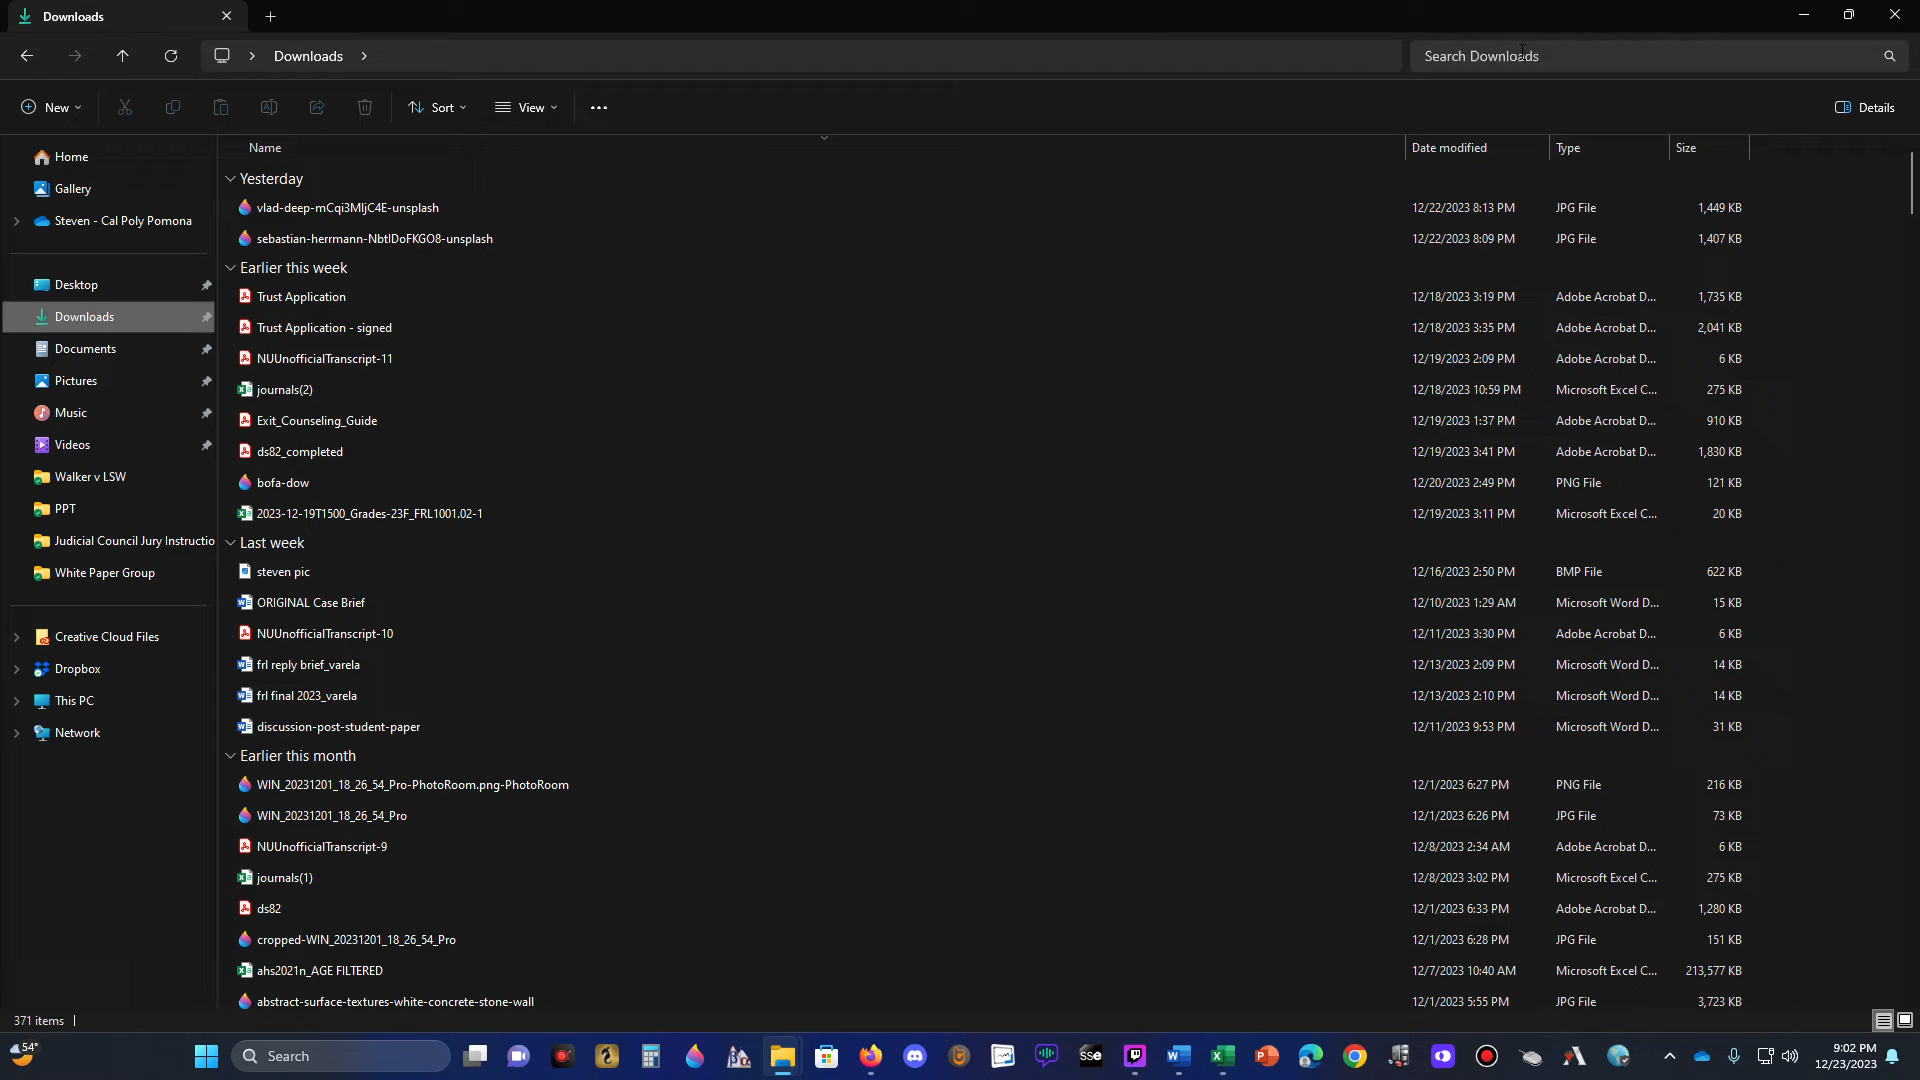 Downloads
Downloads
Search Downloads
New
Sort
View
Details
Home
Gallery
Steven - Cal Poly Pomona
Desktop
Downloads
Documents
Pictures
Music
Videos
Walker v LSW
PPT
Judicial Council Jury Instructio
White Paper Group
Creative Cloud Files
Dropbox
This PC
Network
Name Date modified Type Size
Yesterday
vlad-deep-mCqi3MljC4E-unsplash 12/22/2023 8:13 PM JPG File 1,449 KB
sebastian-herrmann-NbtIDoFKGO8-unsplash 12/22/2023 8:09 PM JPG File 1,407 KB
Earlier this week
Trust Application 12/18/2023 3:19 PM Adobe Acrobat D... 1,735 KB
Trust Application - signed 12/18/2023 3:35 PM Adobe Acrobat D... 2,041 KB
NUUnofficialTranscript-11 12/19/2023 2:09 PM Adobe Acrobat D... 6 KB
journals(2) 12/18/2023 10:59 PM Microsoft Excel C... 275 KB
Exit_Counseling_Guide 12/19/2023 1:37 PM Adobe Acrobat D... 910 KB
ds82_completed 12/19/2023 3:41 PM Adobe Acrobat D... 1,830 KB
bofa-dow 12/20/2023 2:49 PM PNG File 121 KB
2023-12-19T1500_Grades-23F_FRL1001.02-1 12/19/2023 3:11 PM Microsoft Excel C... 20 KB
Last week
steven pic 12/16/2023 2:50 PM BMP File 622 KB
ORIGINAL Case Brief 12/10/2023 1:29 AM Microsoft Word D... 15 KB
NUUnofficialTranscript-10 12/11/2023 3:30 PM Adobe Acrobat D... 6 KB
frl reply brief_varela 12/13/2023 2:09 PM Microsoft Word D... 14 KB
frl final 2023_varela 12/13/2023 2:10 PM Microsoft Word D... 14 KB
discussion-post-student-paper 12/11/2023 9:53 PM Microsoft Word D... 31 KB
Earlier this month
WIN_20231201_18_26_54_Pro-PhotoRoom.png-PhotoRoom 12/1/2023 6:27 PM PNG File 216 KB
WIN_20231201_18_26_54_Pro 12/1/2023 6:26 PM JPG File 73 KB
NUUnofficialTranscript-9 12/8/2023 2:34 AM Adobe Acrobat D... 6 KB
journals(1) 12/8/2023 3:02 PM Microsoft Excel C... 275 KB
ds82 12/1/2023 6:33 PM Adobe Acrobat D... 1,280 KB
cropped-WIN_20231201_18_26_54_Pro 12/1/2023 6:28 PM JPG File 151 KB
ahs2021n_AGE FILTERED 12/7/2023 10:40 AM Microsoft Excel C... 213,577 KB
abstract-surface-textures-white-concrete-stone-wall 12/1/2023 5:55 PM JPG File 3,723 KB
371 items
54°
Search
SSE
9:02 PM
12/23/2023